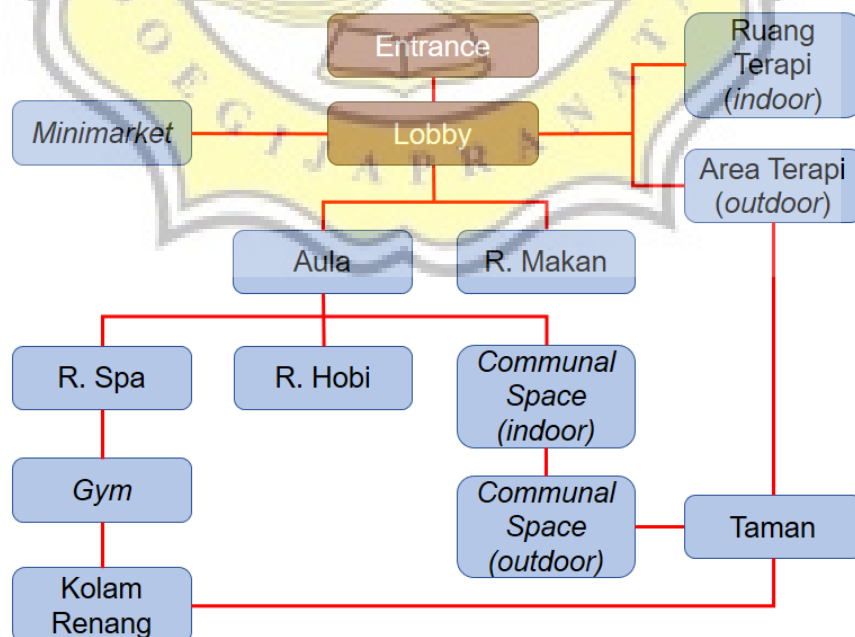 Entrance
Ruang
Terapi
(indoor)
Minimarket
Lobby
Area Terapi
(outdoor)
SOEGIJAPRANATA
Aula
R. Makan
R. Spa
R. Hobi
Communal
Space
(indoor)
Gym
Communal
Space
(outdoor)
Taman
Kolam
Renang